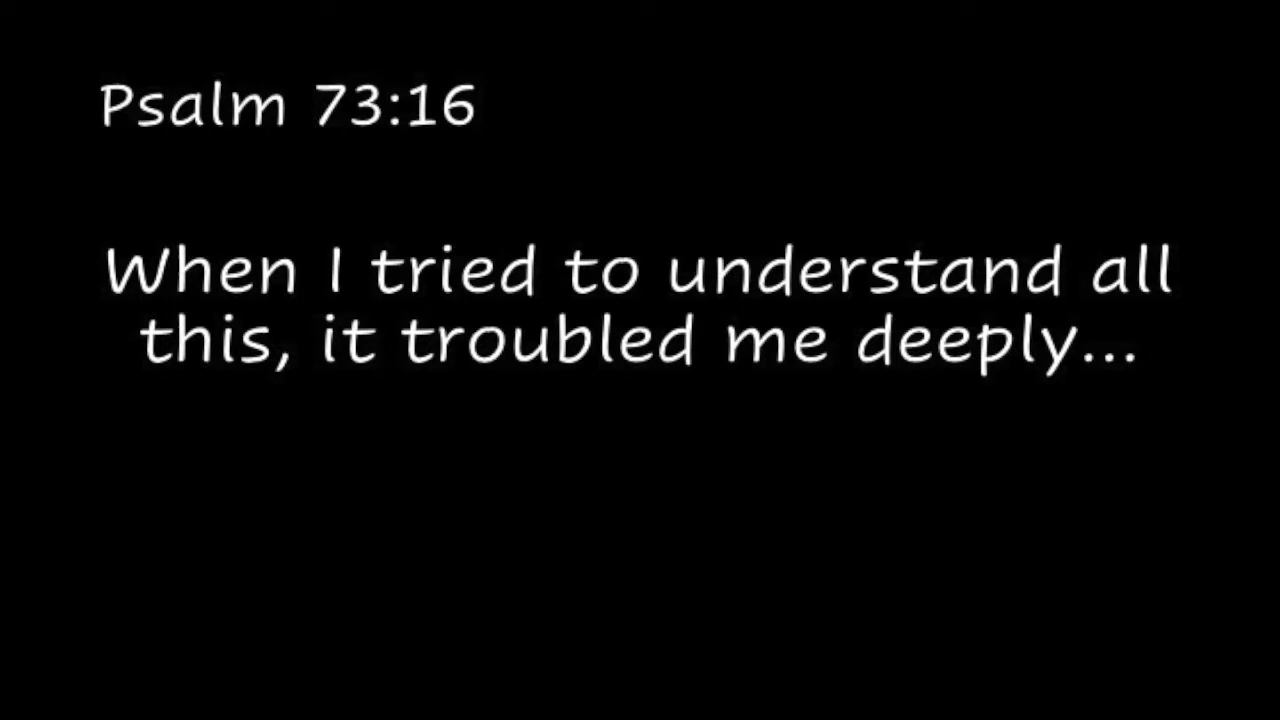 Psalm 73:16
When I tried to understand all
this, it troubled me deeply...